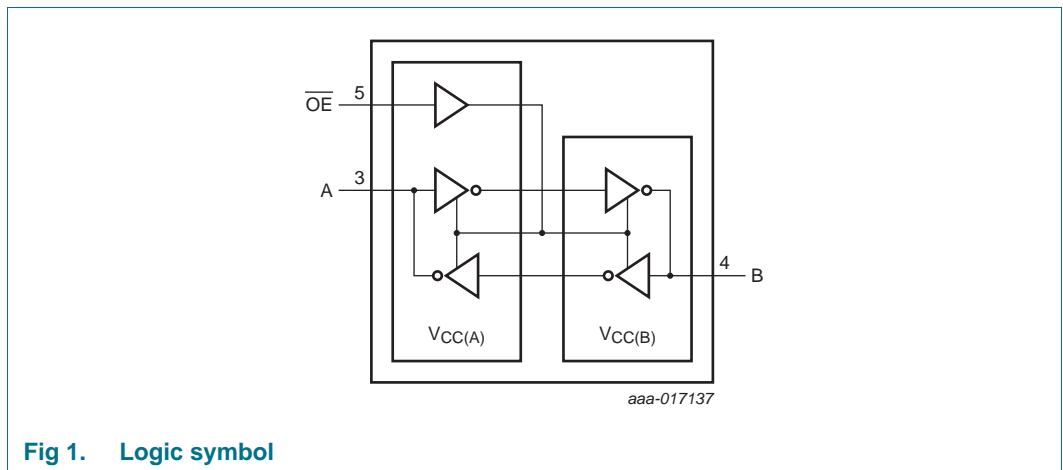 5
OE
3
A
4
B
VCC(A)
VCC(B)
aaa-017137
Fig 1. Logic symbol